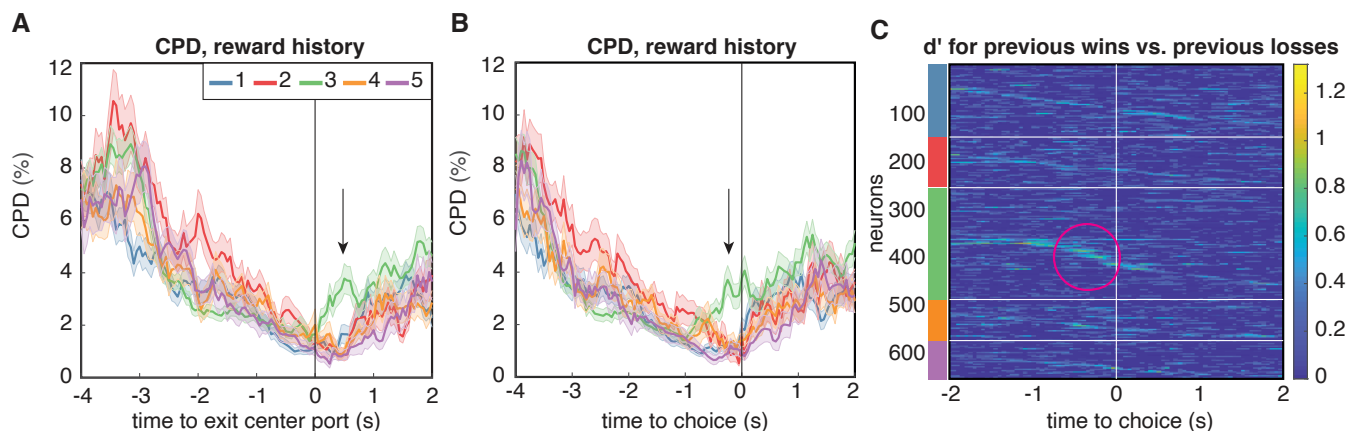 A
CPD, reward history
1 2 3 4 5
CPD (%)
12
10
8
6
4
2
0
-4 -3 -2 -1 0 1 2
time to exit center port (s)
B
CPD, reward history
CPD (%)
12
10
8
6
4
2
0
-4 -3 -2 -1 0 1 2
time to choice (s)
C
d' for previous wins vs. previous losses
neurons
100
200
300
400
500
600
-2 -1 0 1 2
time to choice (s)
1.2
1
0.8
0.6
0.4
0.2
0